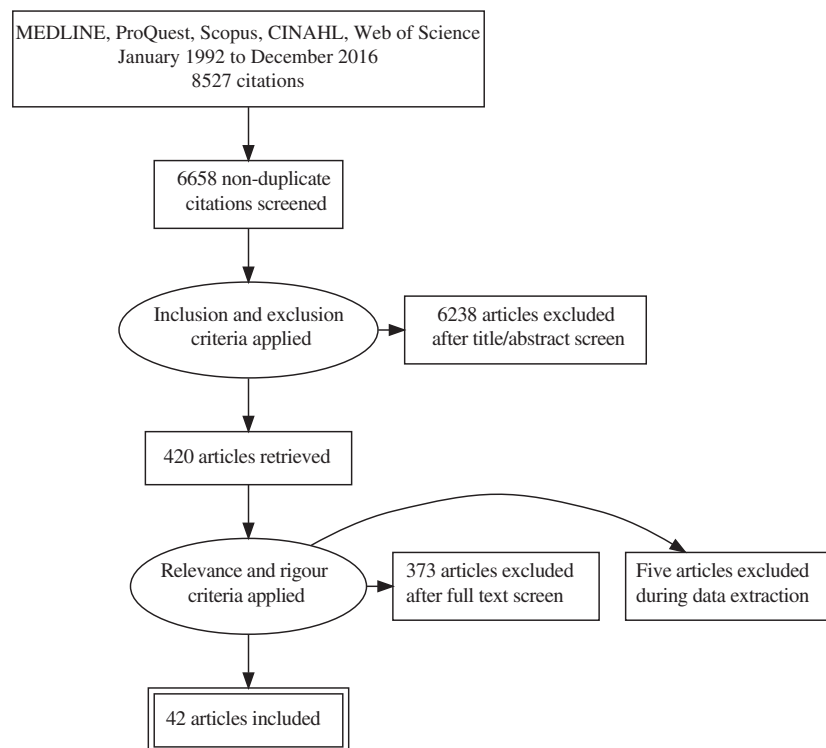 MEDLINE, ProQuest, Scopus, CINAHL, Web of Science
January 1992 to December 2016
8527 citations
6658 non-duplicate
citations screened
Inclusion and exclusion
criteria applied
6238 articles excluded
after title/abstract screen
420 articles retrieved
Relevance and rigour
criteria applied
373 articles excluded
after full text screen
Five articles excluded
during data extraction
42 articles included